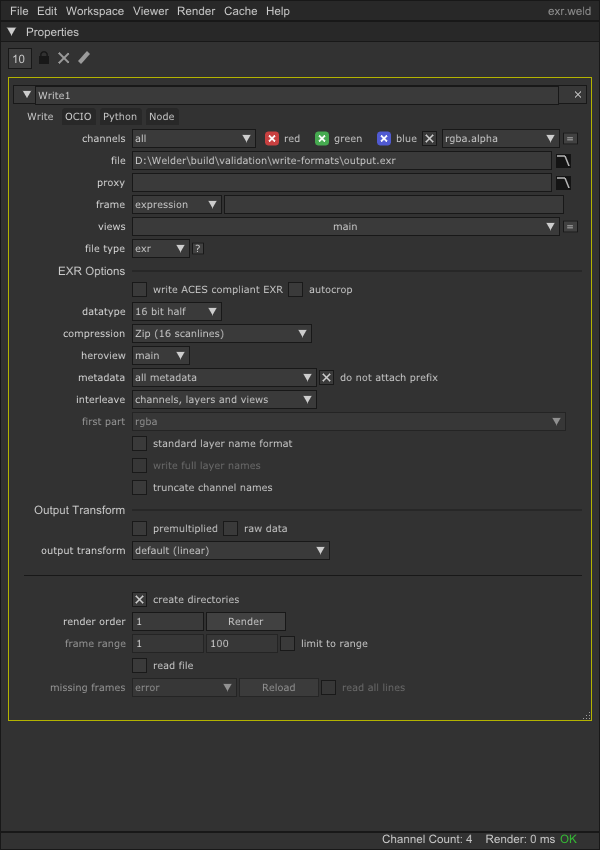 File Edit Workspace Viewer Render Cache Help exr.weld
Properties
10
Write1
Write OCIO Python Node
channels all red green blue rgba.alpha =
file D:\Welder\build\validation\write-formats\output.exr
proxy
frame expression
views main =
file type exr ?
EXR Options
write ACES compliant EXR autocrop
datatype 16 bit half
compression Zip (16 scanlines)
heroview main
metadata all metadata do not attach prefix
interleave channels, layers and views
first part rgba
standard layer name format
write full layer names
truncate channel names
Output Transform
premultiplied raw data
output transform default (linear)
create directories
render order 1 Render
frame range 1 100 limit to range
read file
missing frames error Reload read all lines
Channel Count: 4 Render: 0 ms OK